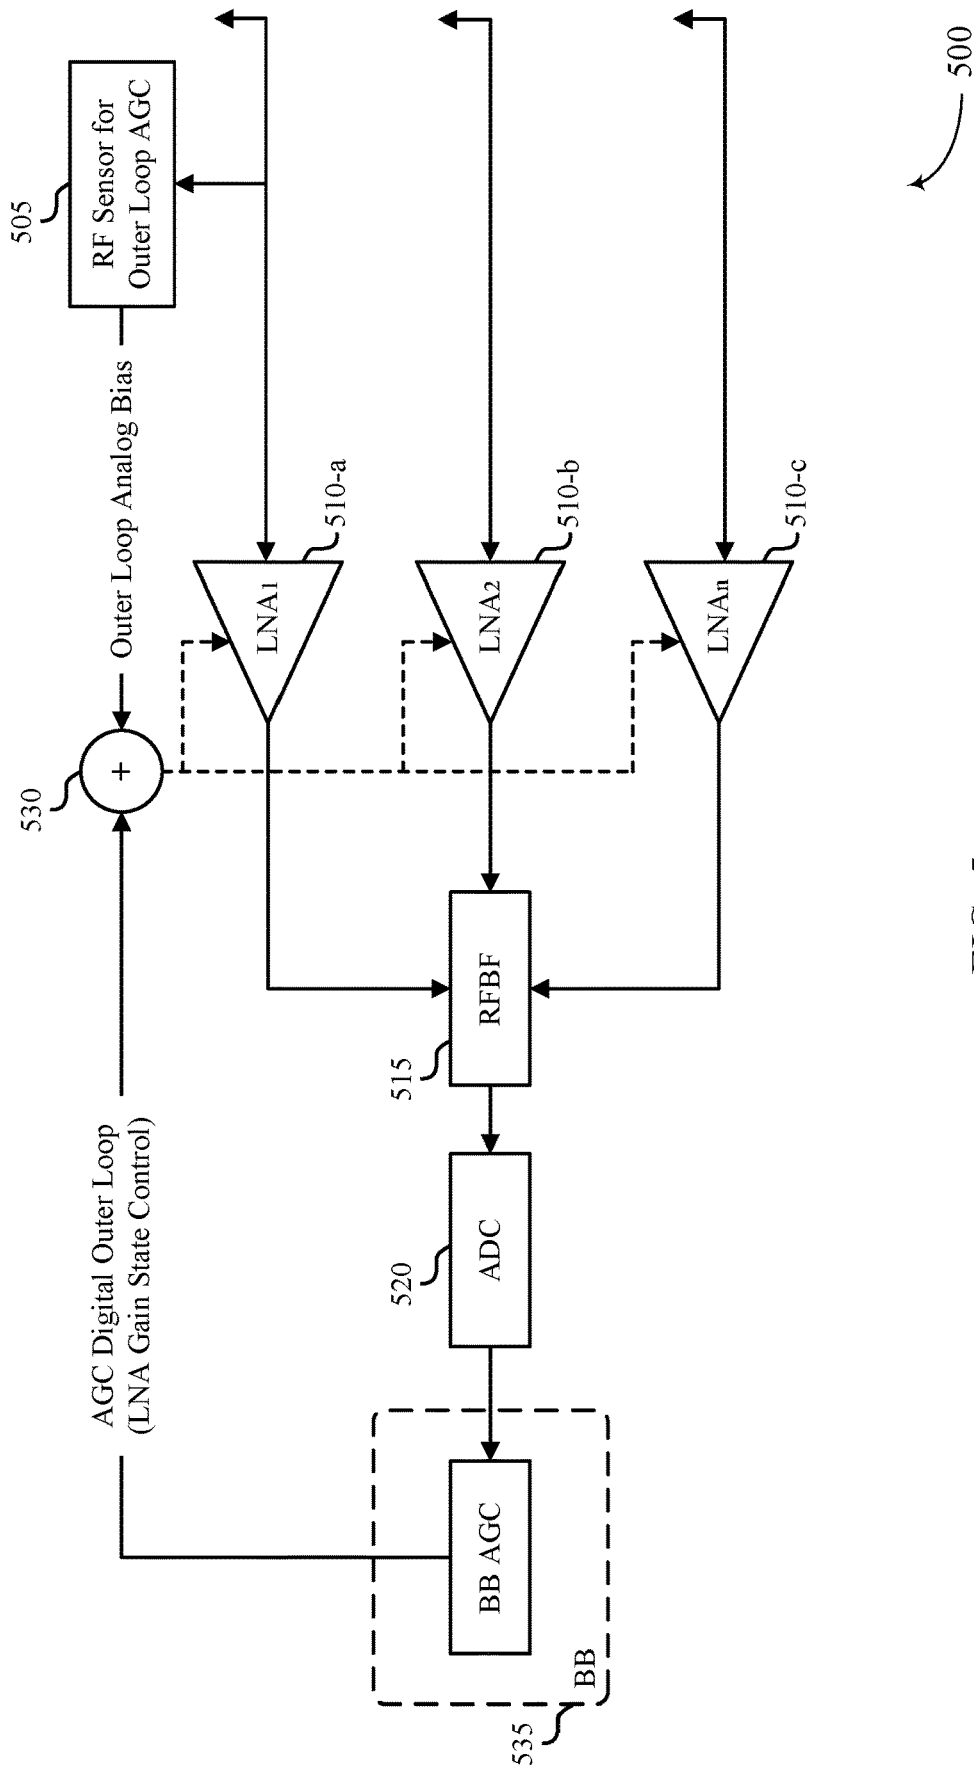 530
505
AGC Digital Outer Loop
(LNA Gain State Control)
+
Outer Loop Analog Bias
RF Sensor for
Outer Loop AGC
LNA1
510-a
520
515
BB AGC
ADC
RFBF
LNA2
510-b
535
BB
LNAn
510-c
500